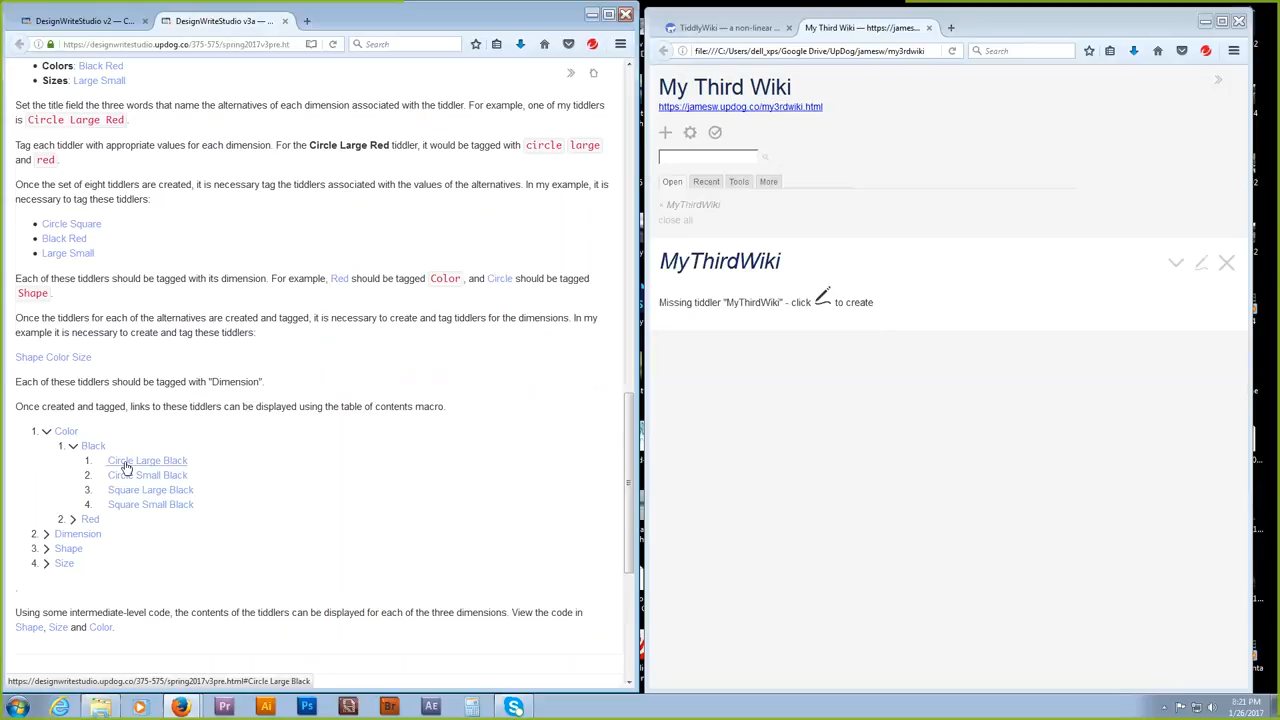 DesignWriteStudio v2 — C...
DesignWriteStudio v3a — ...
https://designwritestudio.updog.co/375-575/spring2017v3pre.ht
Search
Colors: Black Red
Sizes: Large Small
Set the title field the three words that name the alternatives of each dimension associated with the tiddler. For example, one of my tiddlers
is Circle Large Red.
Tag each tiddler with appropriate values for each dimension. For the Circle Large Red tiddler, it would be tagged with circle large
and red.
Once the set of eight tiddlers are created, it is necessary tag the tiddlers associated with the values of the alternatives. In my example, it is
necessary to tag these tiddlers:
Circle Square
Black Red
Large Small
Each of these tiddlers should be tagged with its dimension. For example, Red should be tagged Color, and Circle should be tagged
Shape.
Once the tiddlers for each of the alternatives are created and tagged, it is necessary to create and tag tiddlers for the dimensions. In my
example it is necessary to create and tag these tiddlers:
Shape Color Size
Each of these tiddlers should be tagged with "Dimension".
Once created and tagged, links to these tiddlers can be displayed using the table of contents macro.
1. Color
1. Black
1. Circle Large Black
2. Circle Small Black
3. Square Large Black
4. Square Small Black
2. Red
2. Dimension
3. Shape
4. Size
.
Using some intermediate-level code, the contents of the tiddlers can be displayed for each of the three dimensions. View the code in
Shape, Size and Color.
https://designwritestudio.updog.co/375-575/spring2017v3pre.html#Circle Large Black
TiddlyWiki — a non-linear ...
My Third Wiki — https://james...
file:///C:/Users/dell_xps/Google Drive/UpDog/jamesw/my3rdwiki
Search
My Third Wiki
https://jamesw.updog.co/my3rdwiki.html
Open Recent Tools More
× MyThirdWiki
close all
MyThirdWiki
Missing tiddler "MyThirdWiki" - click to create
Pr Ai Ps Br AE
8:21 PM
1/26/2017